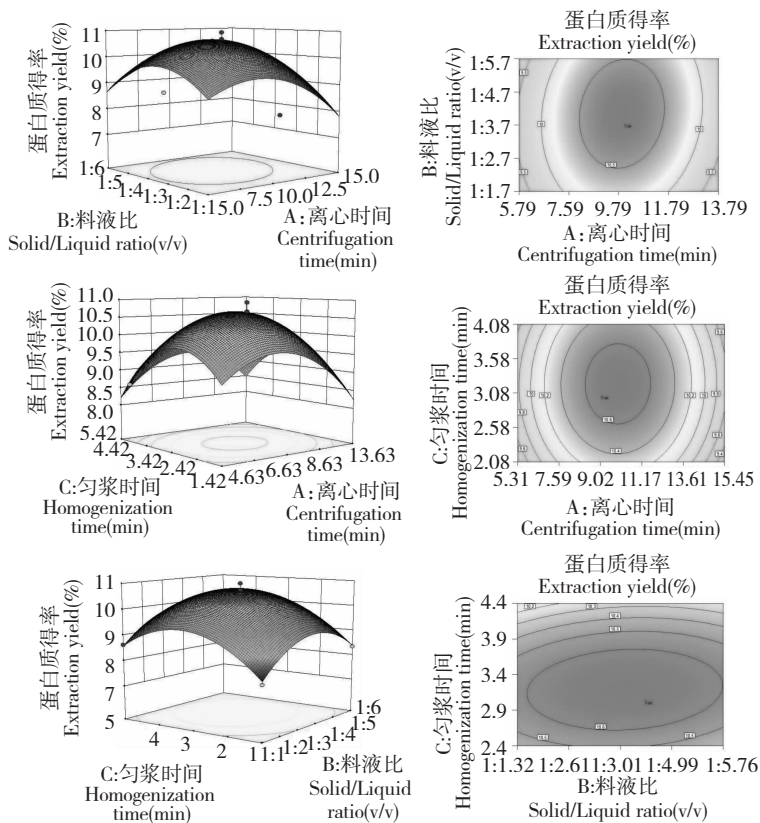 蛋白质得率
Extraction yield(%)
11
10
9
8
7
1:6
1:5
1:4
1:3
1:2
1:15.0
7.5
10.0
12.5
15.0
B:料液比
Solid/Liquid ratio(v/v)
A:离心时间
Centrifugation
time(min)
蛋白质得率
Extraction yield(%)
B:料液比
Solid/Liquid ratio(v/v)
1:5.7
1:4.7
1:3.7
1:2.7
1:1.7
5.79 7.59 9.79 11.79 13.79
A:离心时间
Centrifugation time(min)
蛋白质得率
Extraction yield(%)
11.0
10.5
10.0
9.5
9.0
8.5
8.0
5.42
4.42
3.42
2.42
1.42
4.63
6.63
8.63
13.63
C:匀浆时间
Homogenization
time(min)
A:离心时间
Centrifugation
time(min)
蛋白质得率
Extraction yield(%)
C:匀浆时间
Homogenization time(min)
4.08
3.58
3.08
2.58
2.08
5.31 7.59 9.02 11.17 13.61 15.45
A:离心时间
Centrifugation time(min)
蛋白质得率
Extraction yield(%)
11
10
9
8
7
5
4
3
2
11:1
1:2
1:3
1:4
1:5
1:6
C:匀浆时间
Homogenization
time(min)
B:料液比
Solid/Liquid
ratio(v/v)
蛋白质得率
Extraction yield(%)
C:匀浆时间
Homogenization time(min)
4.4
3.9
3.4
2.9
2.4
1:1.32 1:2.61 1:3.01 1:4.99 1:5.76
B:料液比
Solid/Liquid ratio(v/v)